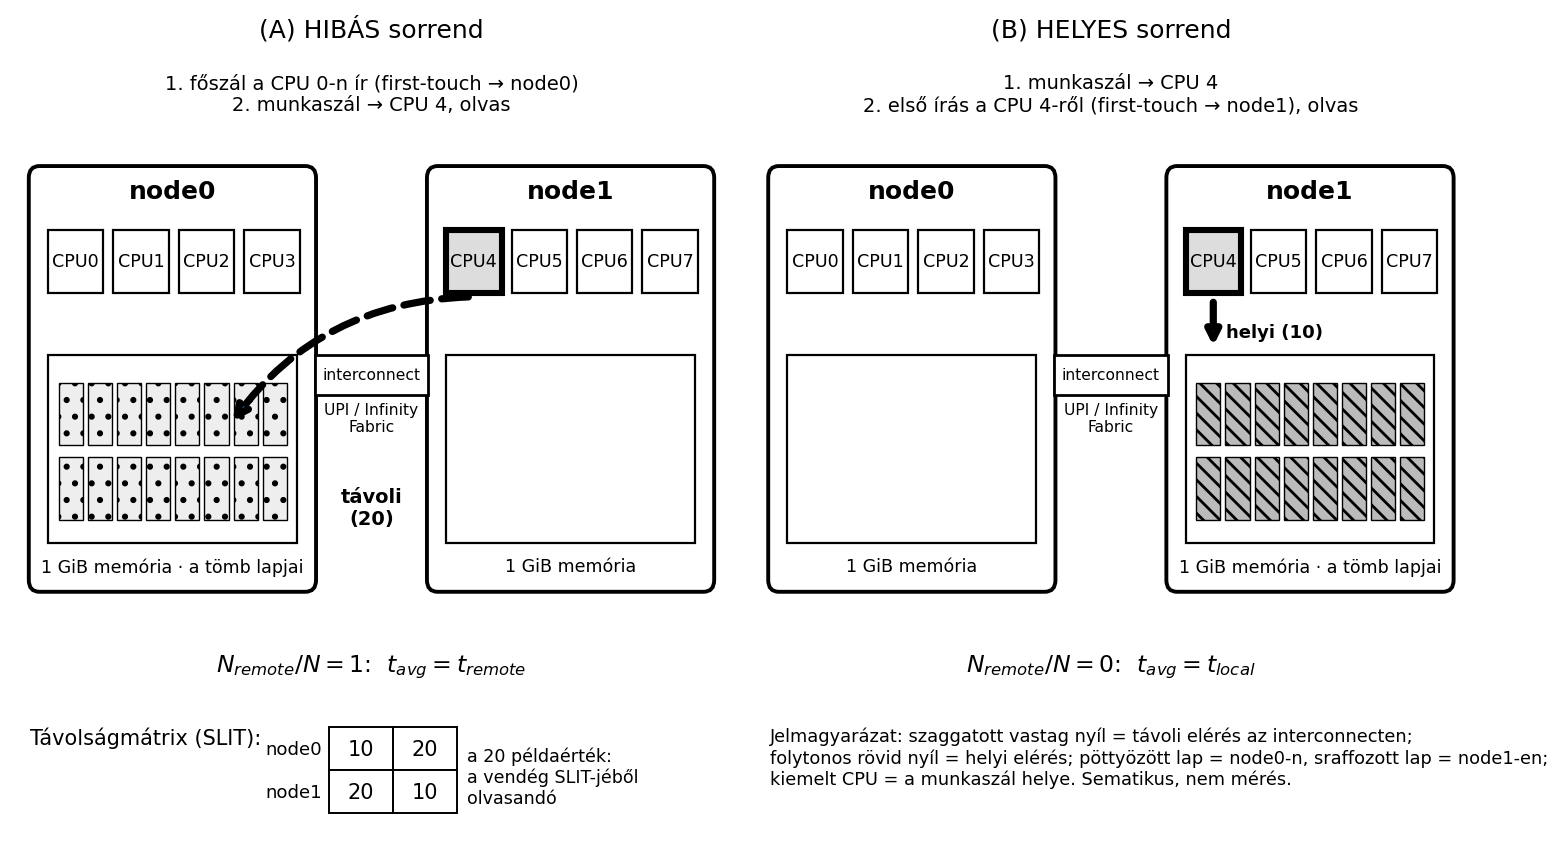 (A) HIBÁS sorrend
1. főszál a CPU 0-n ír (first-touch → node0)
2. munkaszál → CPU 4, olvas
node0
CPU0 CPU1 CPU2 CPU3
1 GiB memória · a tömb lapjai
interconnect
UPI / Infinity
Fabric
távoli
(20)
node1
CPU4 CPU5 CPU6 CPU7
1 GiB memória
N_remote/N = 1: t_avg = t_remote
(B) HELYES sorrend
1. munkaszál → CPU 4
2. első írás a CPU 4-ről (first-touch → node1), olvas
node0
CPU0 CPU1 CPU2 CPU3
1 GiB memória
interconnect
UPI / Infinity
Fabric
node1
CPU4 CPU5 CPU6 CPU7
helyi (10)
1 GiB memória · a tömb lapjai
N_remote/N = 0: t_avg = t_local
Távolságmátrix (SLIT):
node0 10 20
node1 20 10
a 20 példaérték:
a vendég SLIT-jéből
olvasandó
Jelmagyarázat: szaggatott vastag nyíl = távoli elérés az interconnecten;
folytonos rövid nyíl = helyi elérés; pöttyözött lap = node0-n, sraffozott lap = node1-en;
kiemelt CPU = a munkaszál helye. Sematikus, nem mérés.